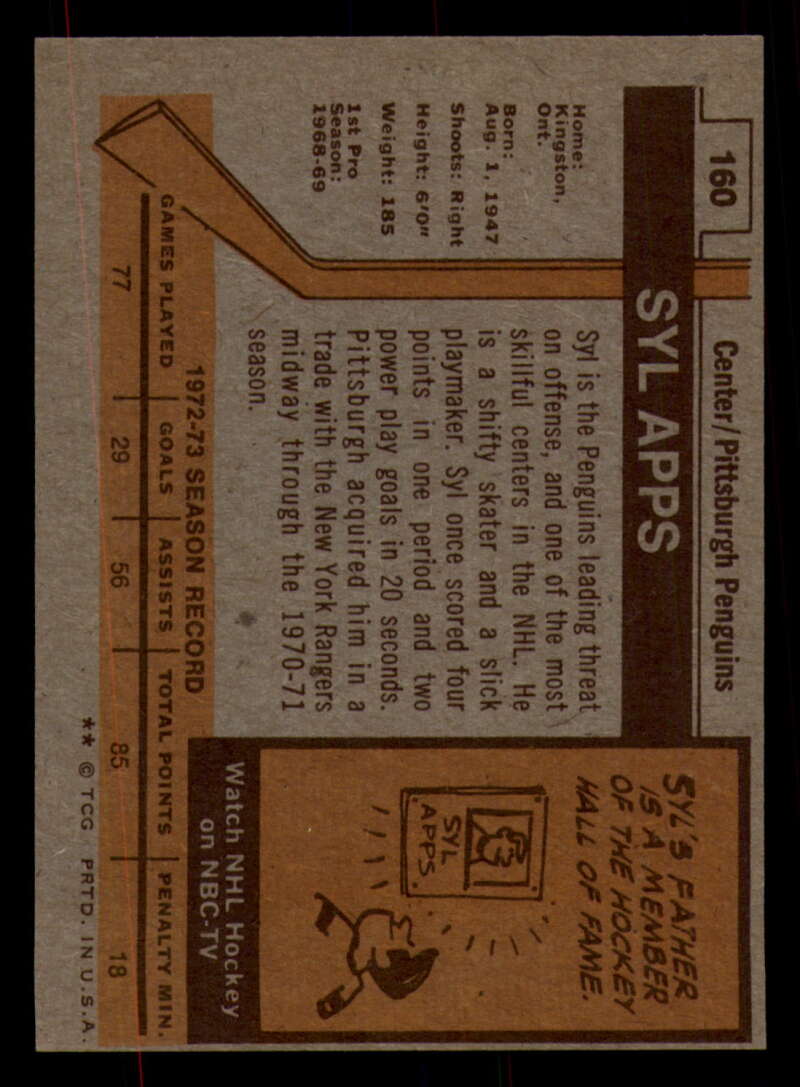 160
Center/Pittsburgh Penguins
SYL APPS
Home:
Kingston,
Ont.
Born:
Aug. 1, 1947
Shoots: Right
Height: 6'0"
Weight: 185
1st Pro
Season:
1968-69
Syl is the Penguins leading threat
on offense, and one of the most
skillful centers in the NHL. He
is a shifty skater and a slick
playmaker. Syl once scored four
points in one period and two
power play goals in 20 seconds.
Pittsburgh acquired him in a
trade with the New York Rangers
midway through the 1970-71
season.
SYL'S FATHER
IS A MEMBER
OF THE HOCKEY
HALL OF FAME.
SYL
APPS
Watch NHL Hockey
on NBC-TV
1972-73 SEASON RECORD
GAMES PLAYED GOALS ASSISTS TOTAL POINTS PENALTY MIN.
77 29 56 85 18
** © TCG PRTD. IN U.S.A.